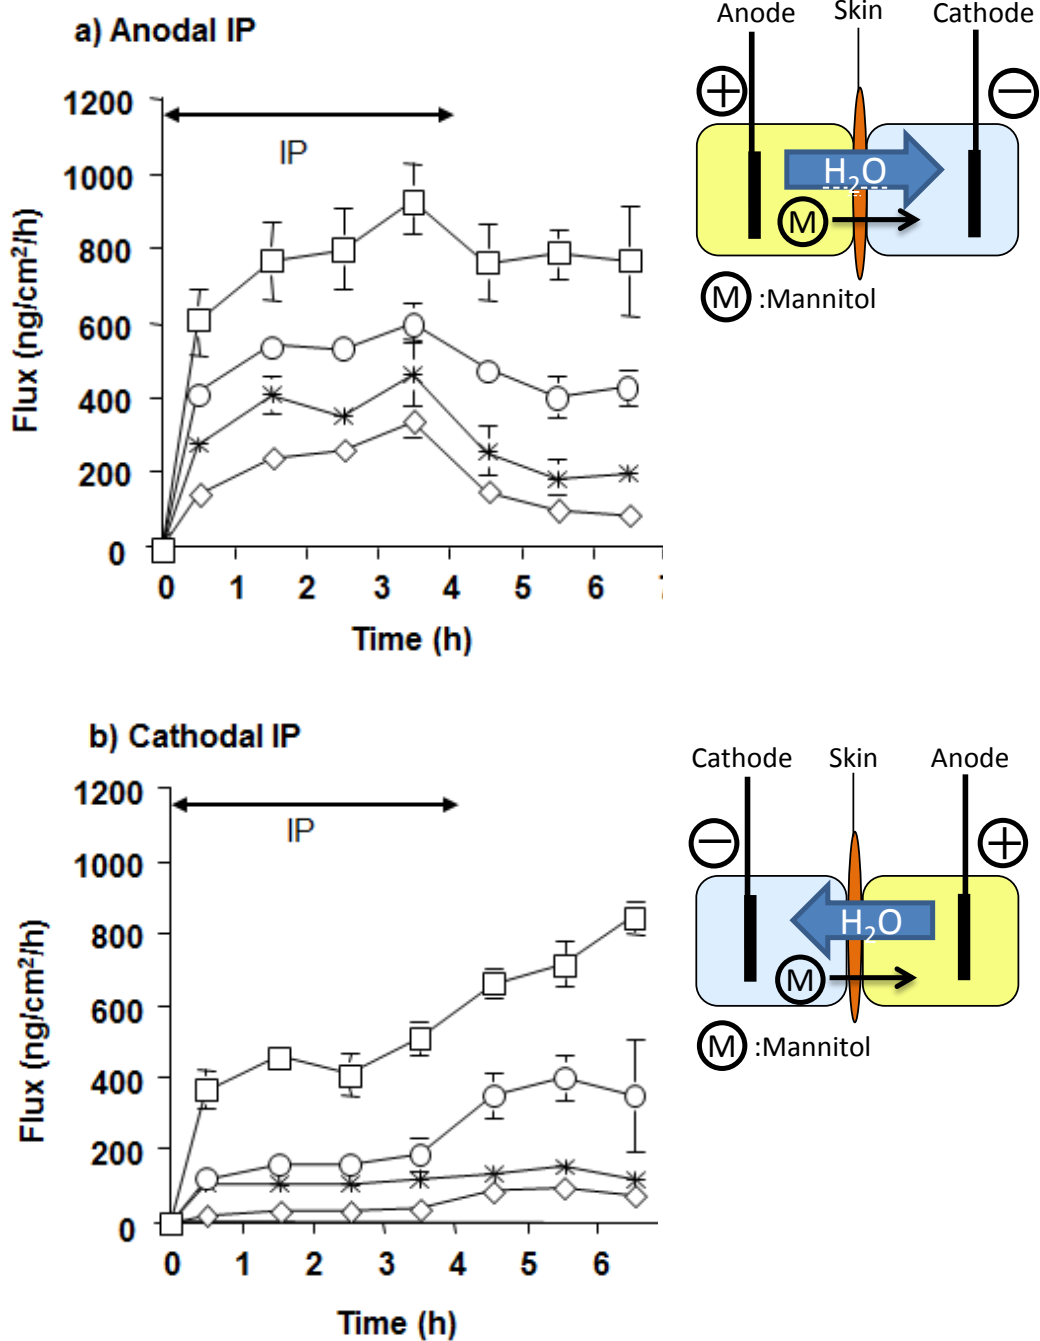 a) Anodal IP
Anode
Skin
Cathode
+
−
1200
1000
800
600
400
200
0
Flux (ng/cm²/h)
IP
H₂O
M
M :Mannitol
0 1 2 3 4 5 6
Time (h)
b) Cathodal IP
Cathode
Skin
Anode
−
+
1200
1000
800
600
400
200
0
Flux (ng/cm²/h)
IP
H₂O
M
M :Mannitol
0 1 2 3 4 5 6
Time (h)